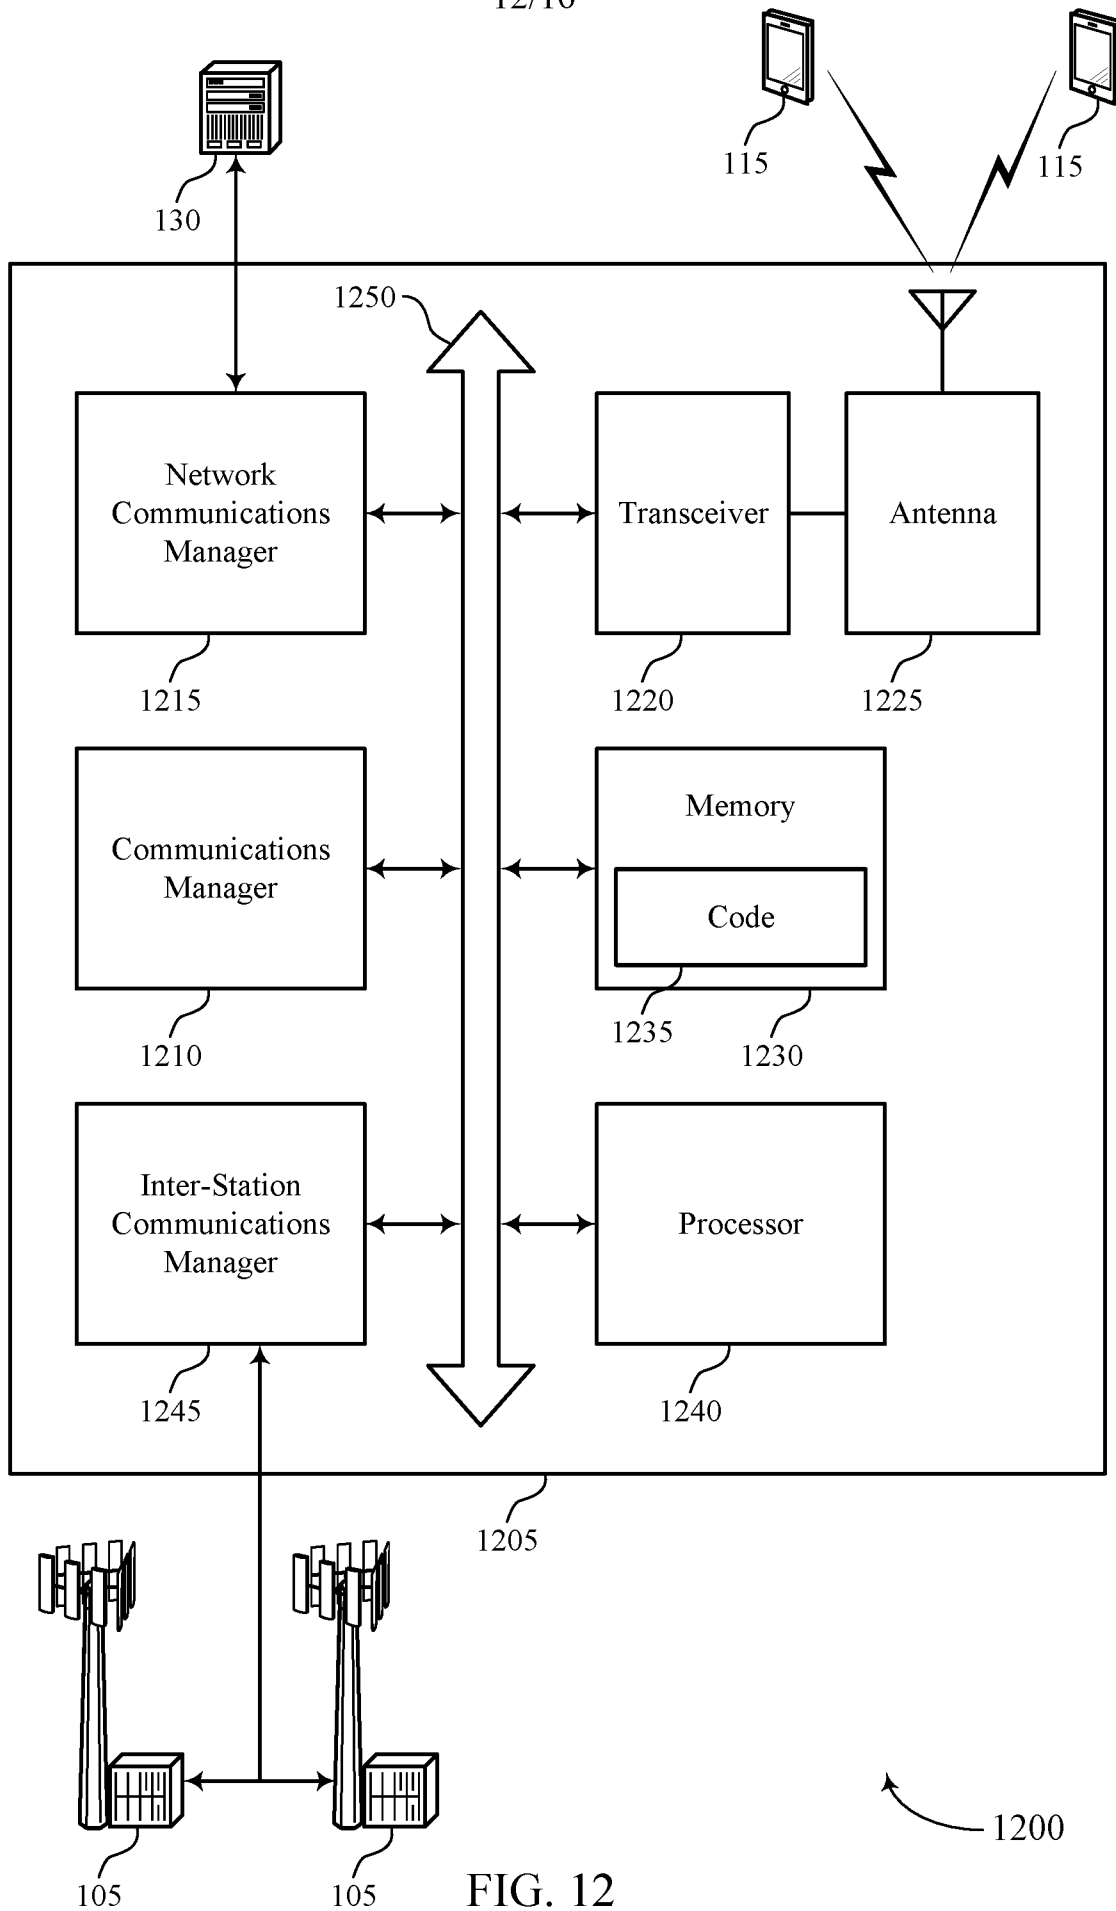 115
115
130
1250
Network
Communications
Manager
Transceiver
Antenna
1215
1220
1225
Communications
Manager
Memory
Code
1210
1235
1230
Inter-Station
Communications
Manager
Processor
1245
1240
1205
105
105
1200
FIG. 12